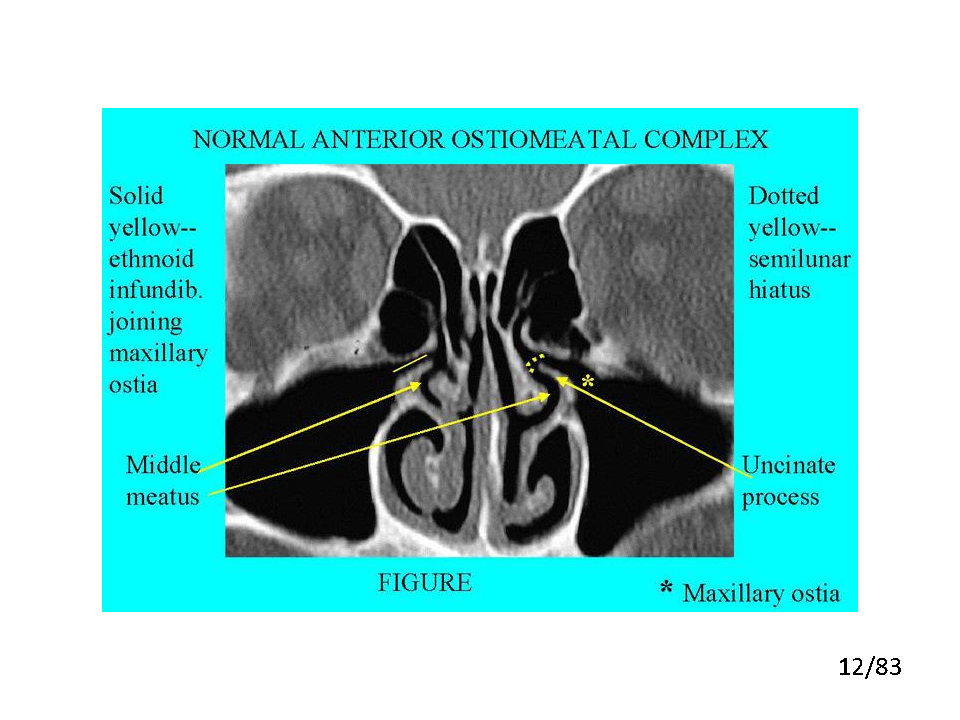 NORMAL ANTERIOR OSTIOMEATAL COMPLEX
Solid
yellow--
ethmoid
infundib.
joining
maxillary
ostia
Dotted
yellow--
semilunar
hiatus
*
Middle
meatus
Uncinate
process
FIGURE
* Maxillary ostia
12/83